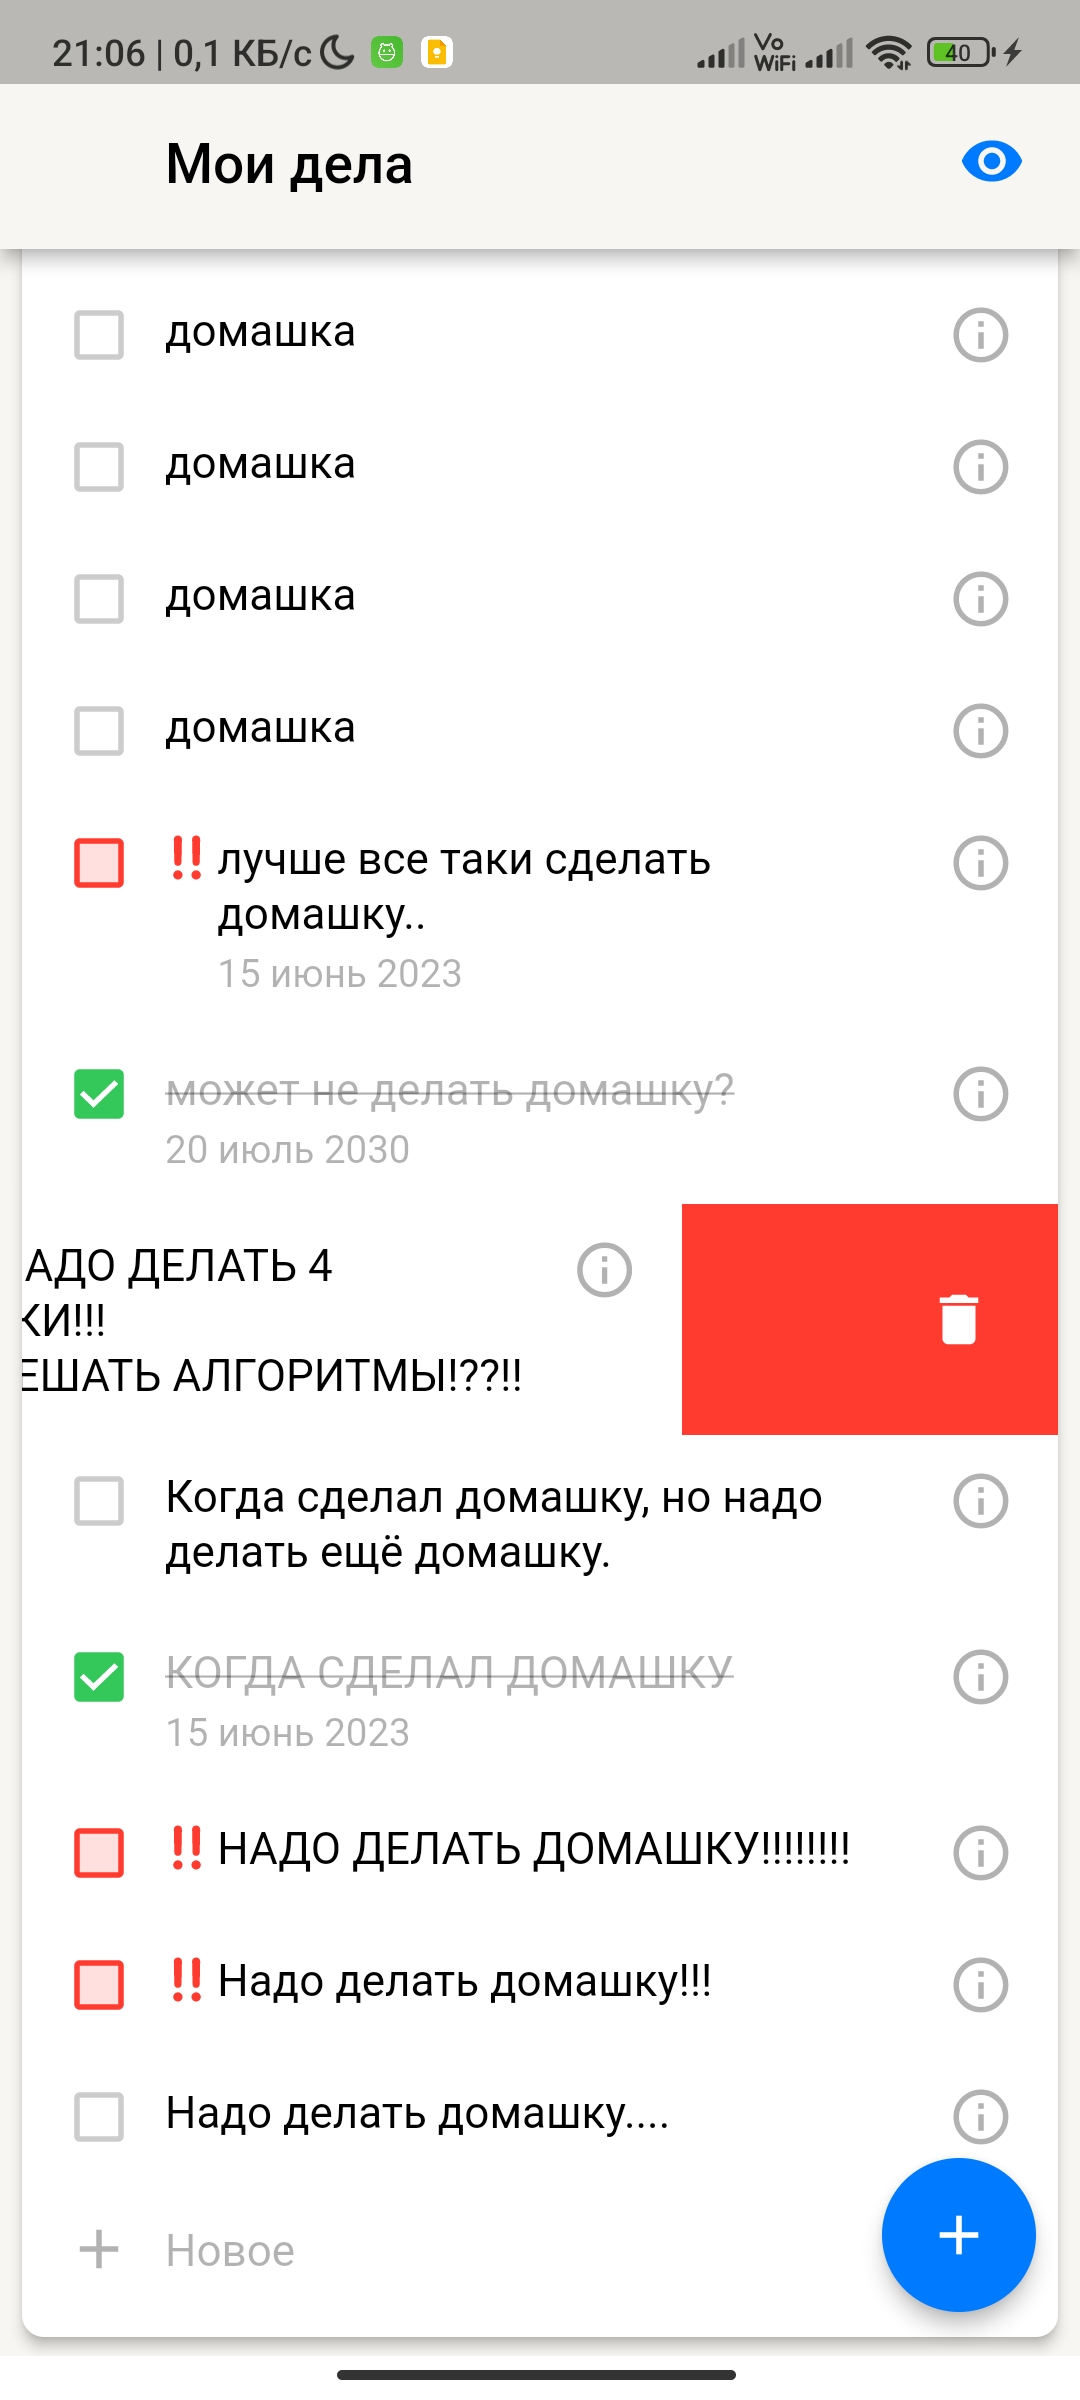 21:06 | 0,1 КБ/с
Vo
WiFi
40
Мои дела
домашка
домашка
домашка
домашка
‼ лучше все таки сделать
домашку..
15 июнь 2023
может не делать домашку?
20 июль 2030
АДО ДЕЛАТЬ 4
КИ!!!
ЕШАТЬ АЛГОРИТМЫ!??!!
Когда сделал домашку, но надо
делать ещё домашку.
КОГДА СДЕЛАЛ ДОМАШКУ
15 июнь 2023
‼ НАДО ДЕЛАТЬ ДОМАШКУ!!!!!!!!
‼ Надо делать домашку!!!
Надо делать домашку....
Новое